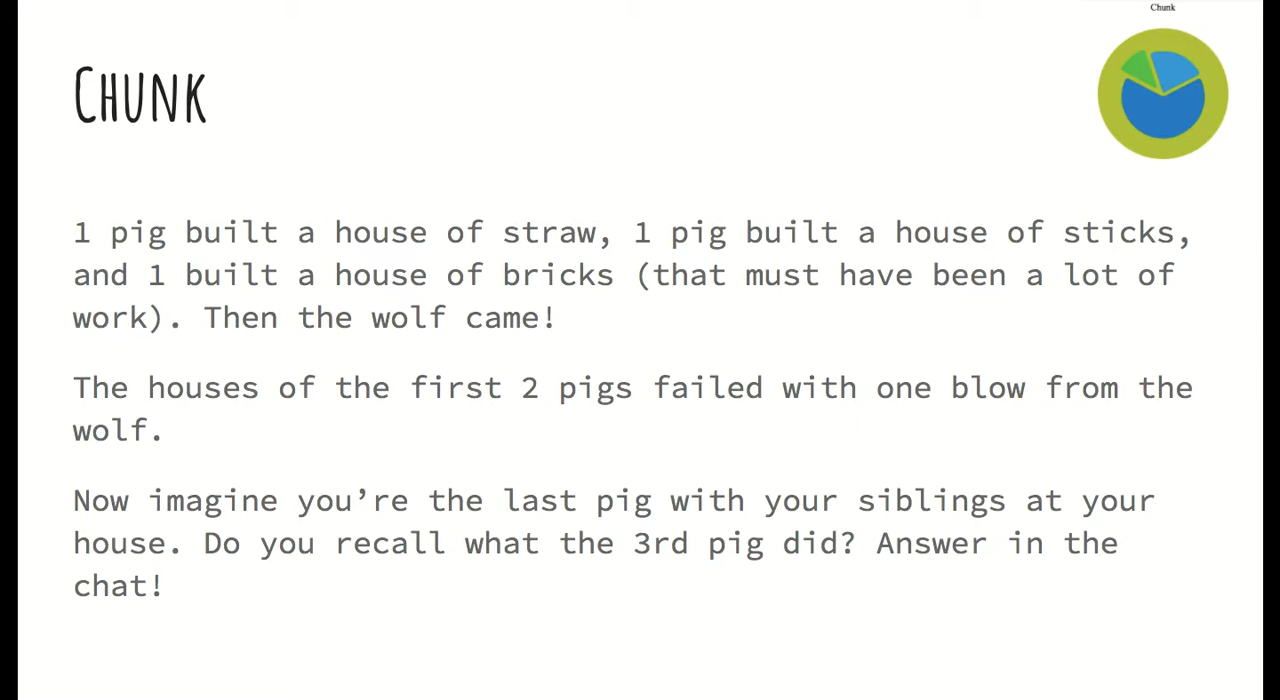 Chunk
CHUNK
1 pig built a house of straw, 1 pig built a house of sticks,
and 1 built a house of bricks (that must have been a lot of
work). Then the wolf came!
The houses of the first 2 pigs failed with one blow from the
wolf.
Now imagine you’re the last pig with your siblings at your
house. Do you recall what the 3rd pig did? Answer in the
chat!